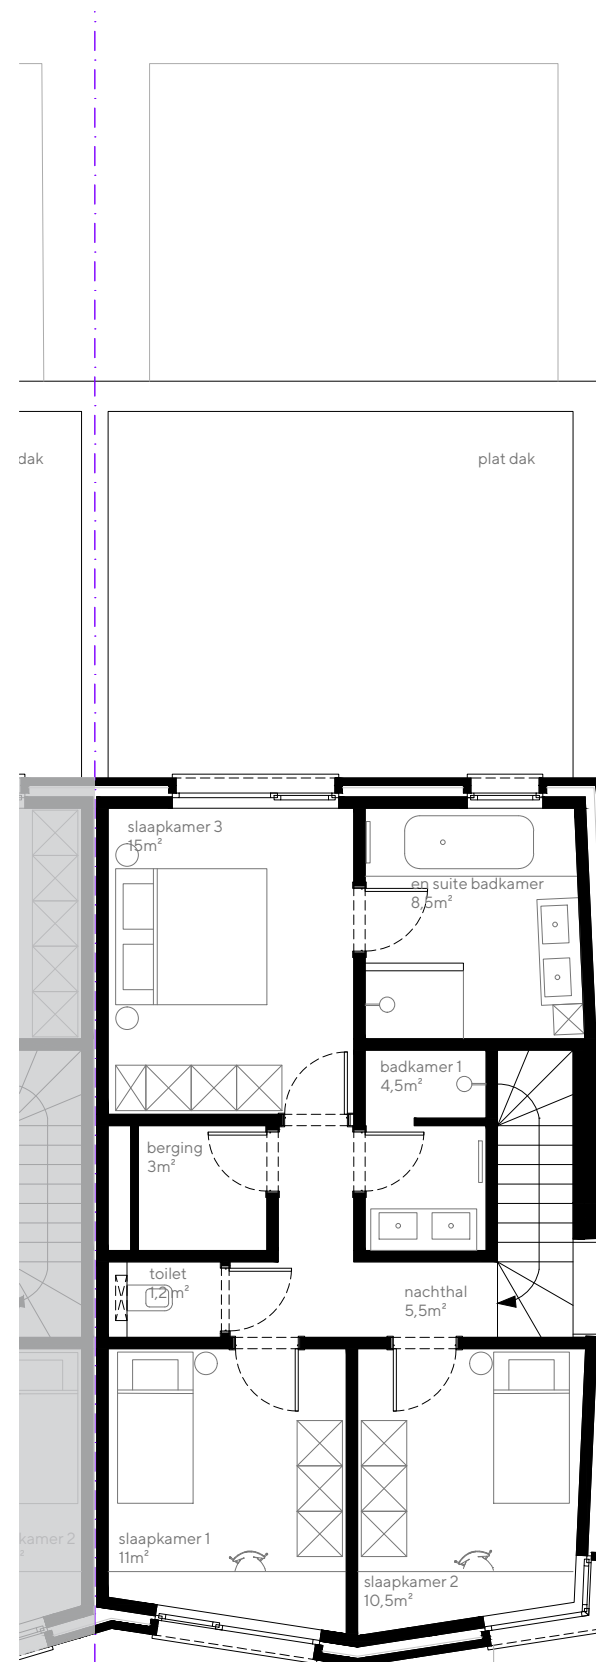 dak
plat dak
slaapkamer 3
15m²
en suite badkamer
8,5m²
badkamer 1
4,5m²
berging
3m²
toilet
1,2m²
nachthal
5,5m²
slaapkamer 1
11m²
kamer 2
²
slaapkamer 2
10,5m²